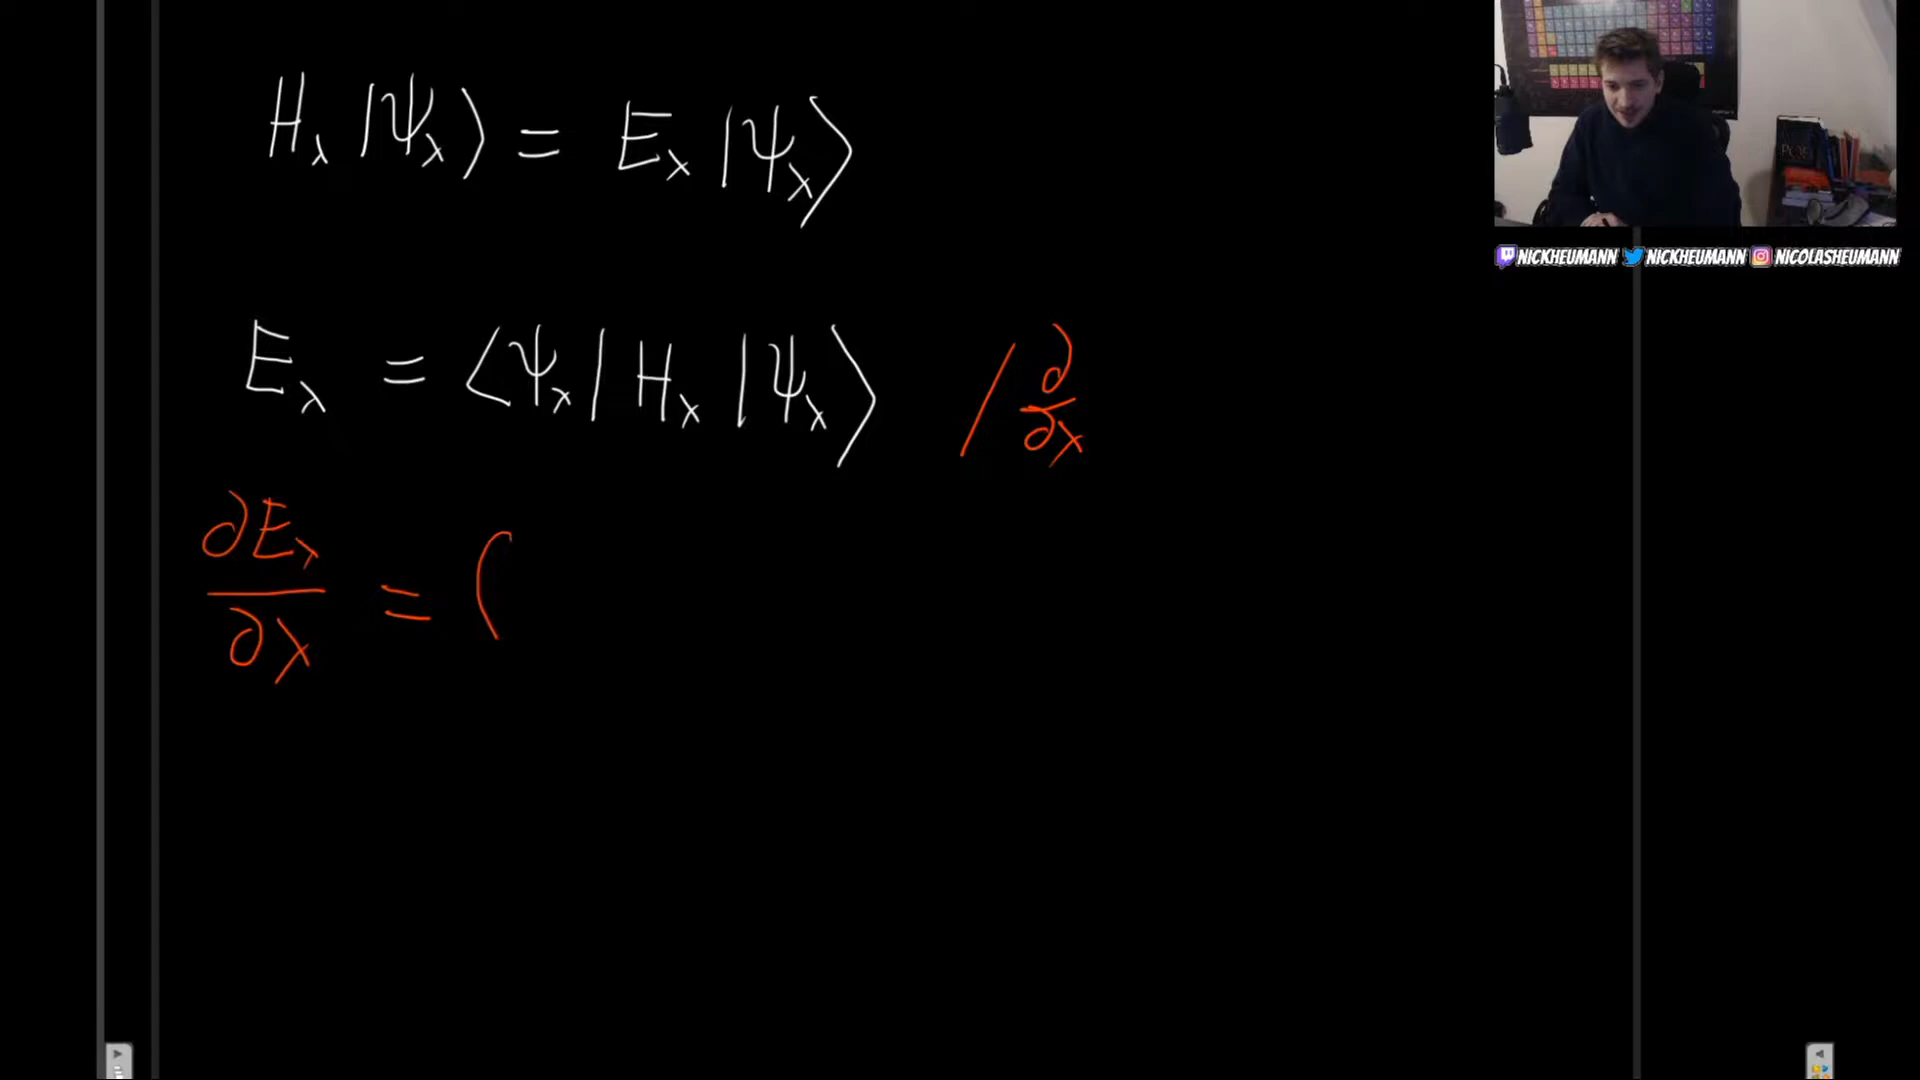 H_λ |ψ_λ⟩ = E_λ |ψ_λ⟩
NICKHEUMANN NICKHEUMANN NICOLASHEUMANN
E_λ = ⟨ψ_λ| H_λ |ψ_λ⟩ / ∂/∂λ
∂E_λ/∂λ = (